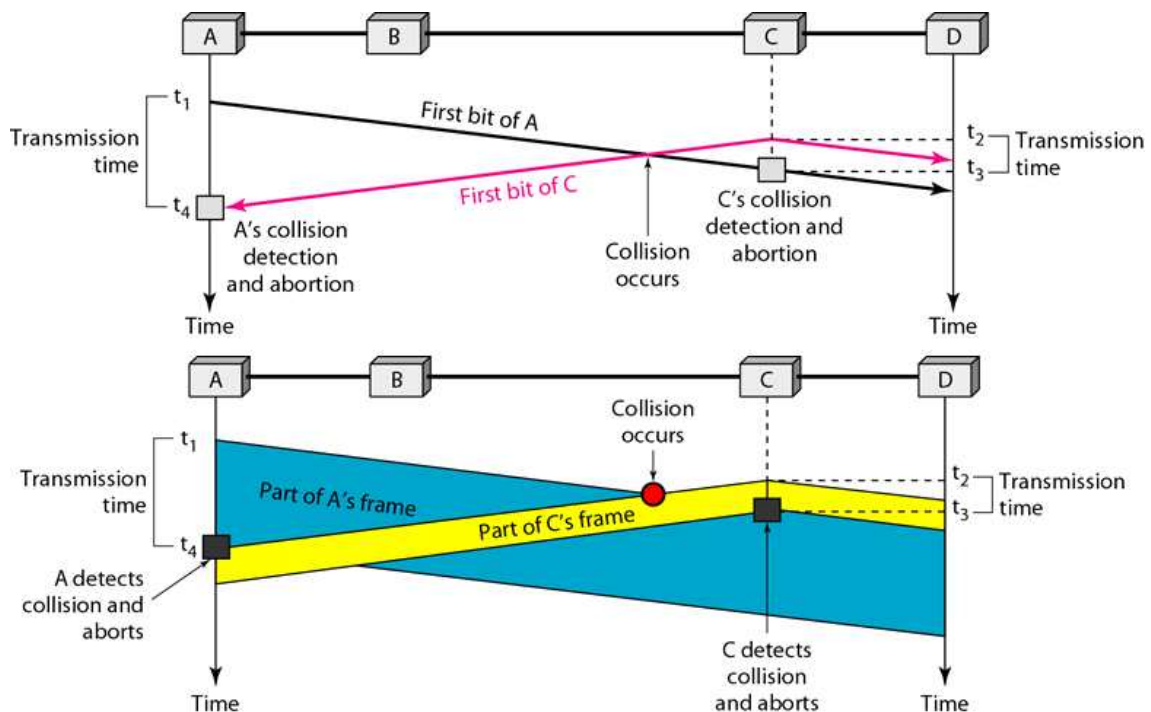 A
B
C
D
t1
First bit of A
t2
Transmission
time
Transmission
time
t3
First bit of C
t4
A's collision
detection
and abortion
Collision
occurs
C's collision
detection and
abortion
Time
Time
A
B
C
D
Collision
occurs
t1
t2
Transmission
time
Part of A's frame
Transmission
time
t3
Part of C's frame
t4
A detects
collision and
aborts
C detects
collision
and aborts
Time
Time